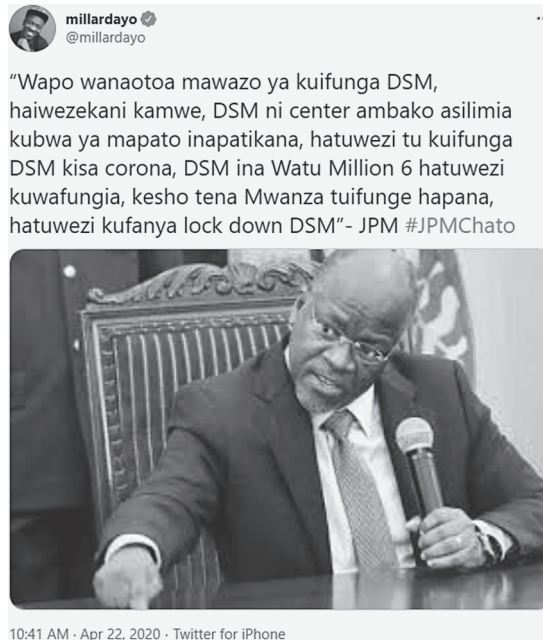 millardayo
@millardayo
“Wapo wanaotoa mawazo ya kuifunga DSM,
haiwezekani kamwe, DSM ni center ambako asilimia
kubwa ya mapato inapatikana, hatuwezi tu kuifunga
DSM kisa corona, DSM ina Watu Million 6 hatuwezi
kuwafungia, kesho tena Mwanza tuifunge hapana,
hatuwezi kufanya lock down DSM”- JPM #JPMChato
10:41 AM · Apr 22, 2020 · Twitter for iPhone